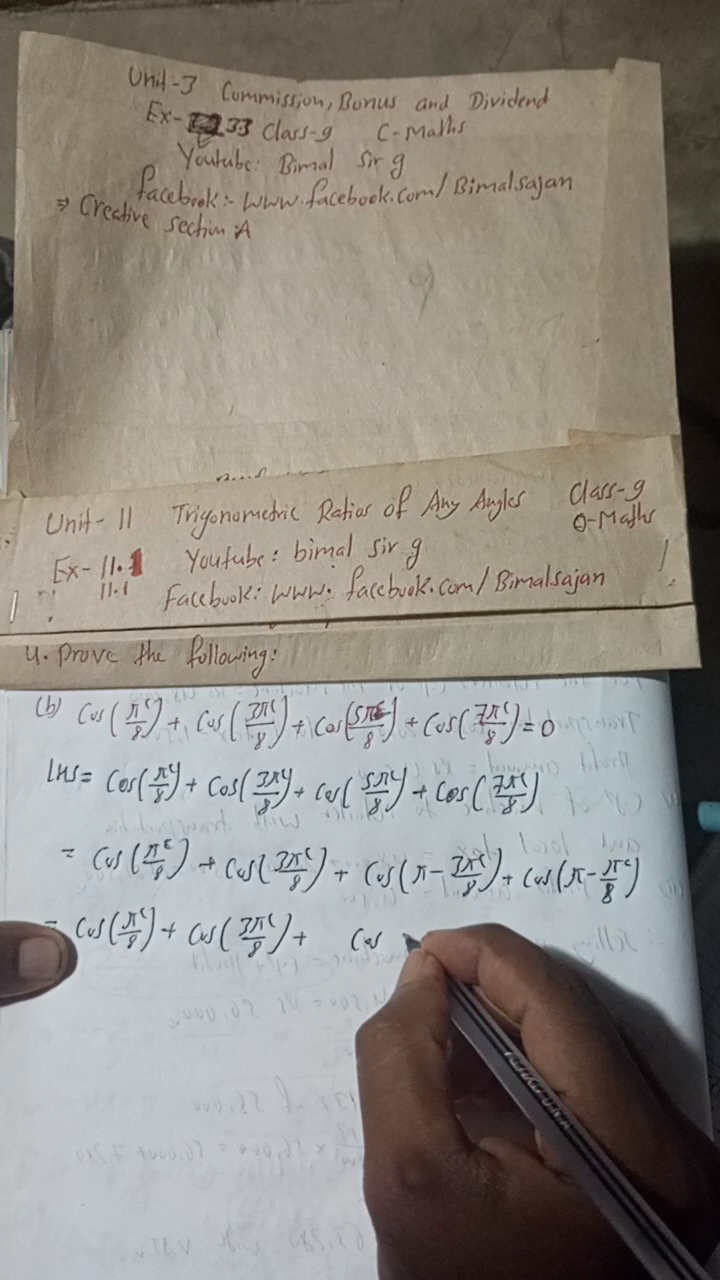 Unit-3 Commission, Bonus and Dividend
Ex- 33 Class-9 C-Maths
Youtube: Bimal Sir g
Facebook:- www.facebook.com/Bimalsajan
⇒ Creative Section:A
9
Unit- 11 Trigonometric Ratios of Any Angles Class-9
O-Maths
Ex- 11.1 Youtube: bimal Sir g
11.1 Facebook: www. facebook.com/Bimalsajan
4. Prove the following:
(b) Cos(π^c/8) + Cos(3π^c/8) + Cos(5π^c/8) + Cos(7π^c/8) = 0
LHS = Cos(π^c/8) + Cos(3π^c/8) + Cos(5π^c/8) + Cos(7π^c/8)
= Cos(π^c/8) + Cos(3π^c/8) + Cos(π - 3π^c/8) + Cos(π - π^c/8)
= Cos(π^c/8) + Cos(3π^c/8) + Cos